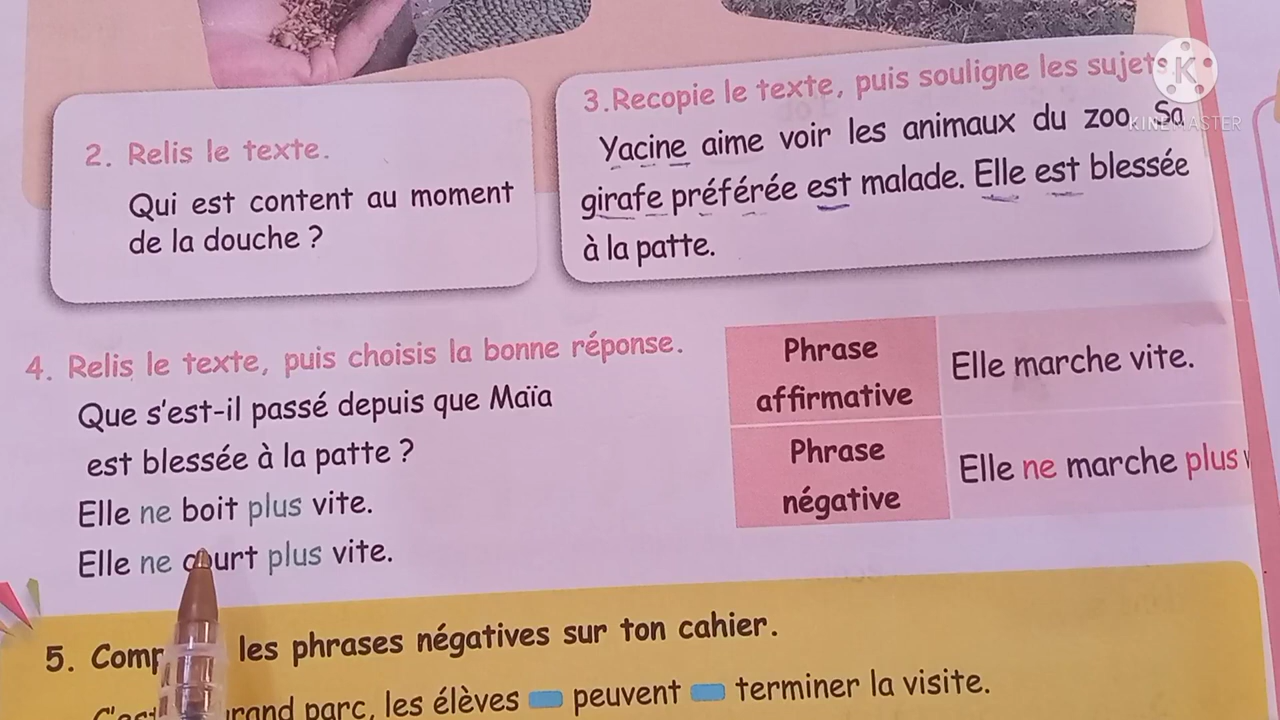 2. Relis le texte.
Qui est content au moment
de la douche ?
3.Recopie le texte, puis souligne les sujets
Yacine aime voir les animaux du zoo. Sa
girafe préférée est malade. Elle est blessée
à la patte.
4. Relis le texte, puis choisis la bonne réponse.
Que s'est-il passé depuis que Maïa
est blessée à la patte ?
Elle ne boit plus vite.
Elle ne court plus vite.
Phrase
affirmative
Elle marche vite.
Phrase
négative
Elle ne marche plus
5. les phrases négatives sur ton cahier.
parc, les élèves peuvent terminer la visite.
KINEMASTER